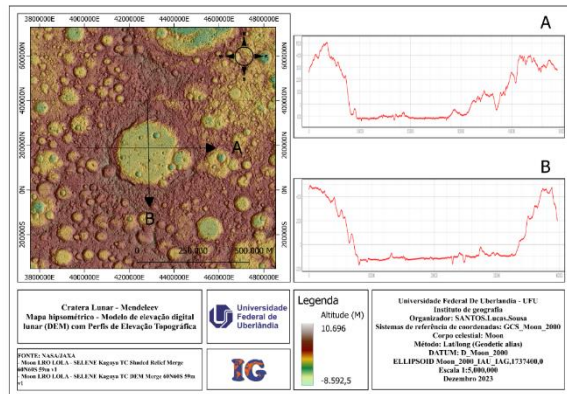 3800000E 4000000E 4200000E 4400000E 4600000E
A
B
600000N
400000N
200000N
0N
200000S
A
B
250.000 500.000 M
3800000E 4000000E 4200000E 4400000E 4600000E
Cratera Lunar - Mendeleev
Mapa hipsométrico - Modelo de elevação digital
lunar (DEM) com Perfis de Elevação Topográfica
FONTE: NASA/JAXA
- Moon LRO LOLA - SELENE Kaguya TC Shaded Relief Merge
60N60S 59m v1
- Moon LRO LOLA - SELENE Kaguya TC DEM Merge 60N60S 59m
v1
Universidade
Federal de
Uberlândia
IG
Legenda
Altitude (M)
10.696
-8.592,5
Universidade Federal De Uberlandia - UFU
Instituto de geografia
Organizador: SANTOS.Lucas.Sousa
Sistemas de referência de coordenadas: GCS_Moon_2000
Corpo celestial: Moon
Método: Lat/long (Geodetic alias)
DATUM: D_Moon_2000
ELLIPSOID Moon_2000_IAU_IAG,1737400,0
Escala 1:5,000,000
Dezembro 2023